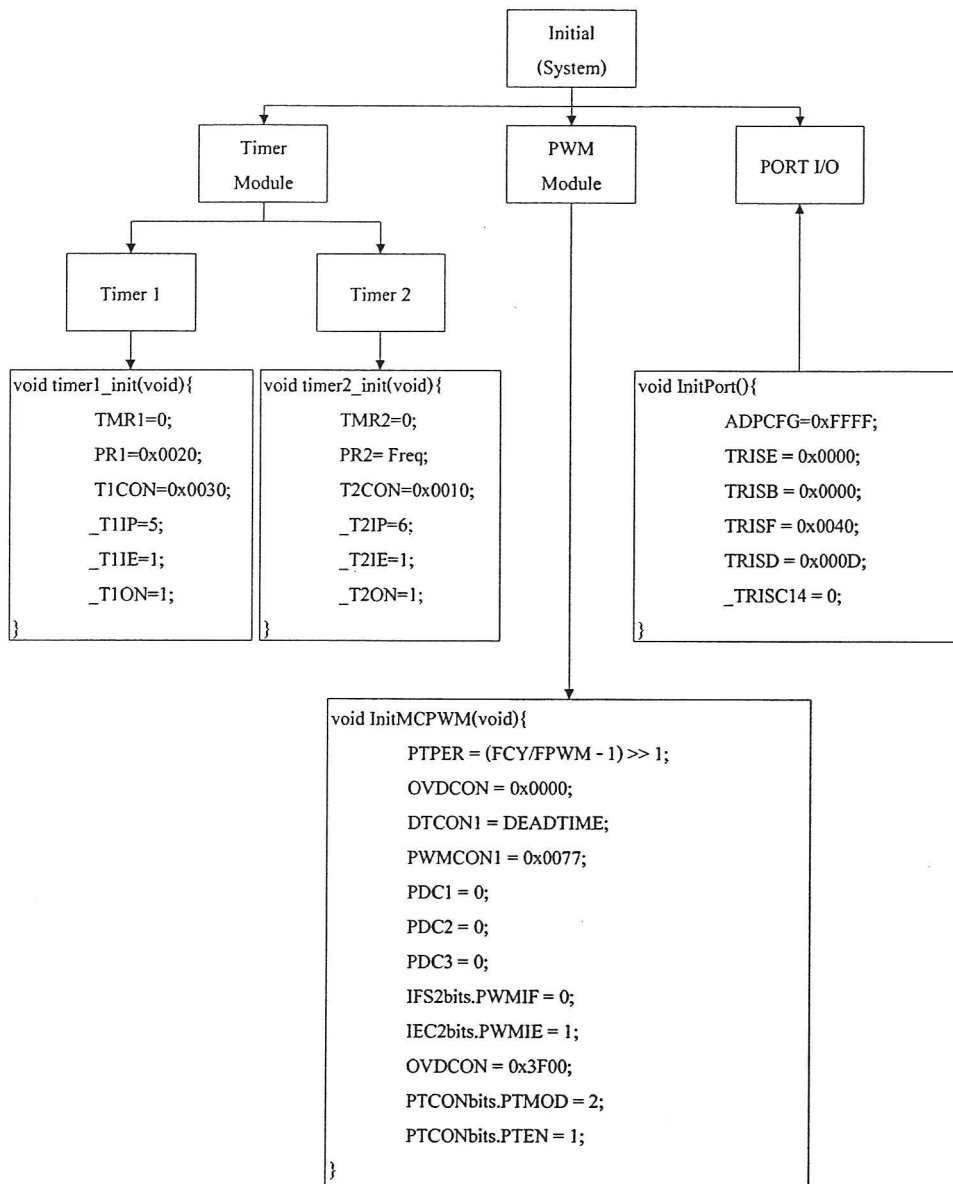 Initial
(System)
Timer
Module
PWM
Module
PORT I/O
Timer 1
Timer 2
void timer1_init(void){
TMR1=0;
PR1=0x0020;
T1CON=0x0030;
_T1IP=5;
_T1IE=1;
_T1ON=1;
}
void timer2_init(void){
TMR2=0;
PR2= Freq;
T2CON=0x0010;
_T2IP=6;
_T2IE=1;
_T2ON=1;
}
void InitPort(){
ADPCFG=0xFFFF;
TRISE = 0x0000;
TRISB = 0x0000;
TRISF = 0x0040;
TRISD = 0x000D;
_TRISC14 = 0;
}
void InitMCPWM(void){
PTPER = (FCY/FPWM - 1) >> 1;
OVDCON = 0x0000;
DTCON1 = DEADTIME;
PWMCON1 = 0x0077;
PDC1 = 0;
PDC2 = 0;
PDC3 = 0;
IFS2bits.PWMIF = 0;
IEC2bits.PWMIE = 1;
OVDCON = 0x3F00;
PTCONbits.PTMOD = 2;
PTCONbits.PTEN = 1;
}